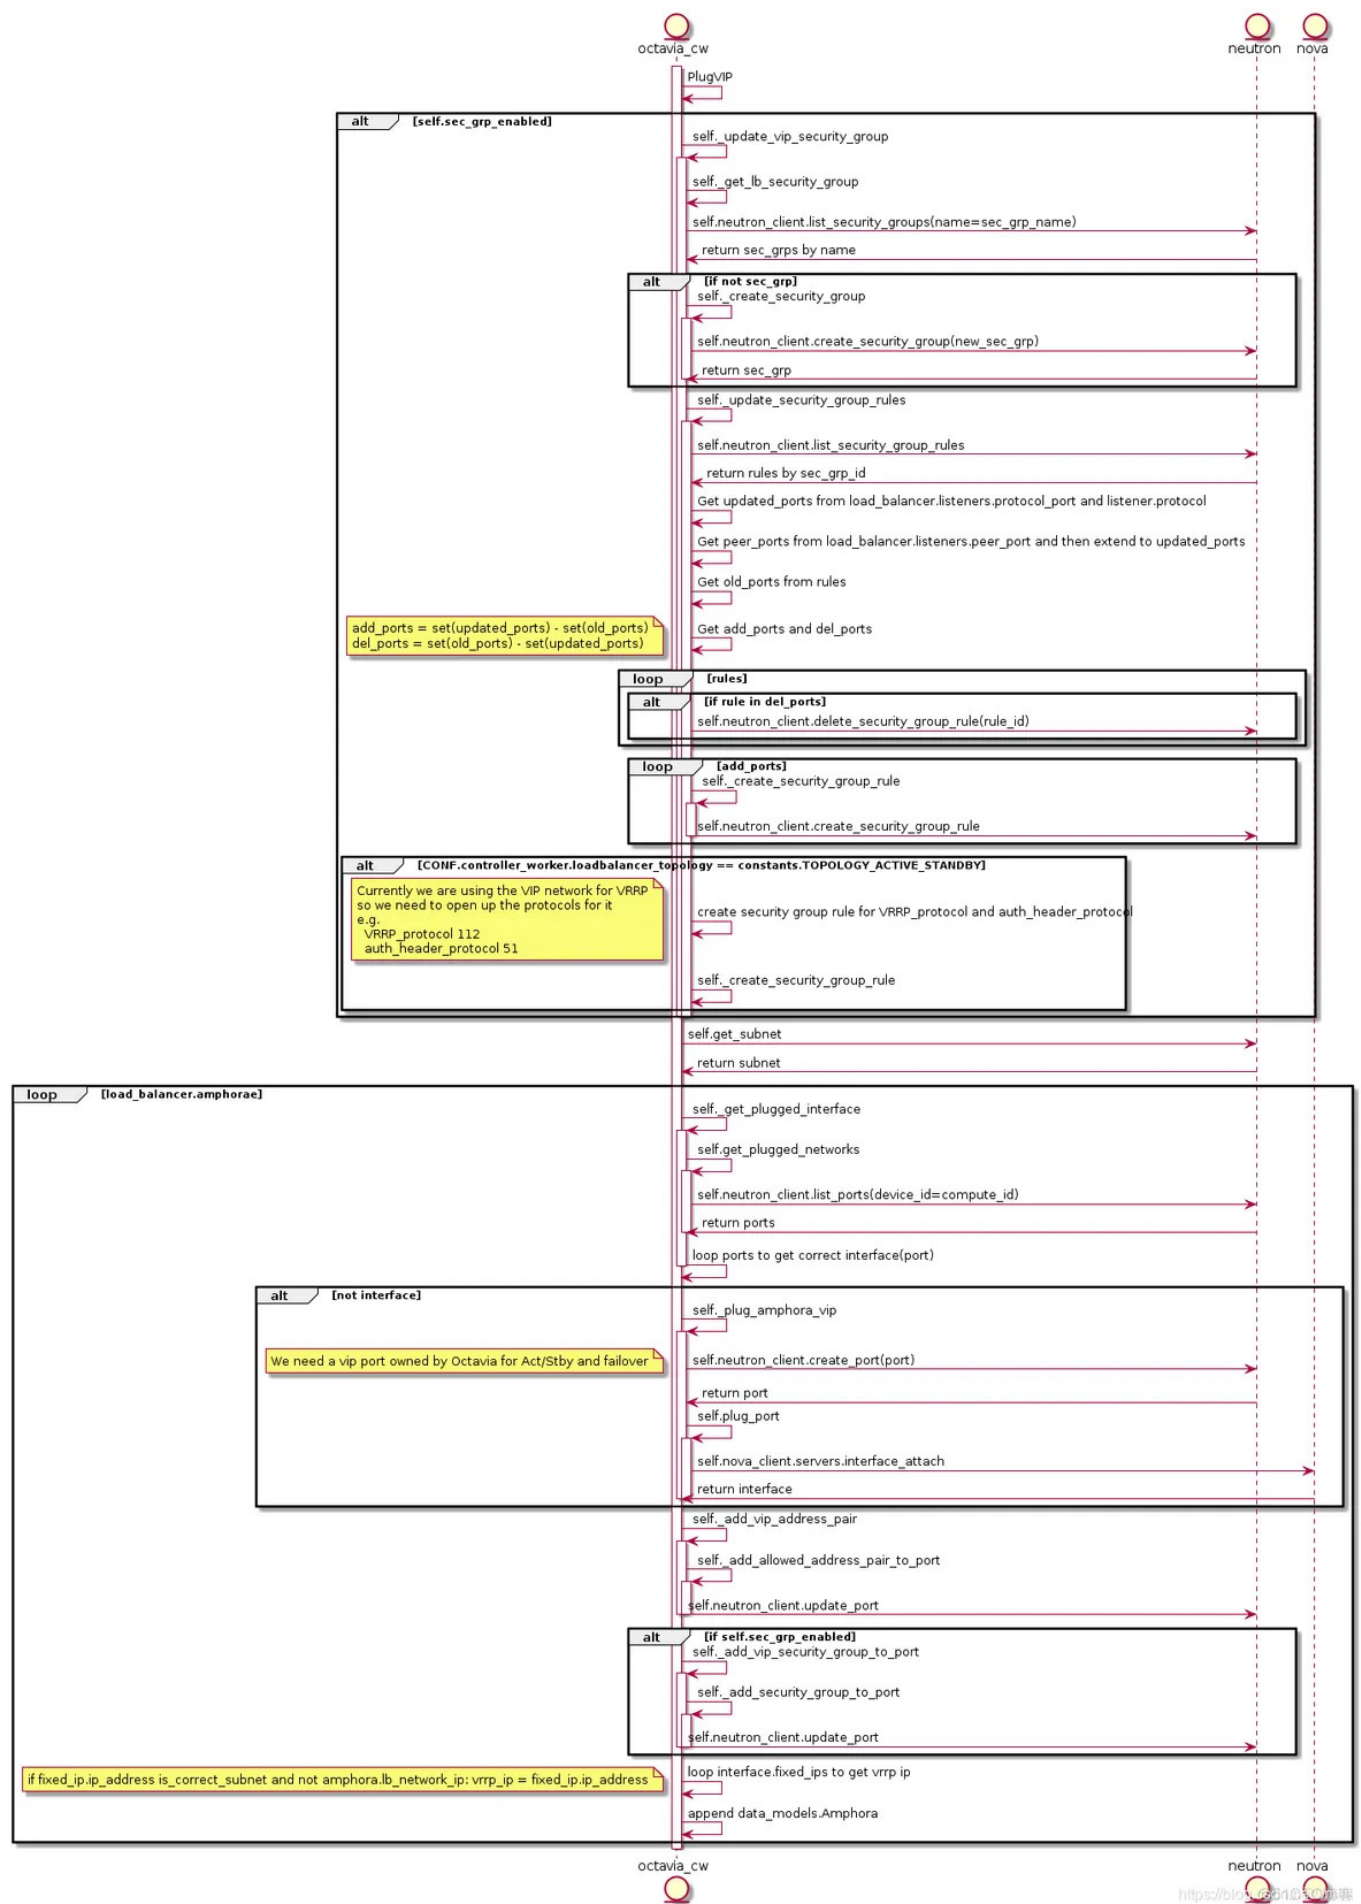 octavia_cw neutron nova
PlugVIP
alt [self.sec_grp_enabled]
self._update_vip_security_group
self._get_lb_security_group
self.neutron_client.list_security_groups(name=sec_grp_name)
return sec_grps by name
alt [if not sec_grp]
self._create_security_group
self.neutron_client.create_security_group(new_sec_grp)
return sec_grp
self._update_security_group_rules
self.neutron_client.list_security_group_rules
return rules by sec_grp_id
Get updated_ports from load_balancer.listeners.protocol_port and listener.protocol
Get peer_ports from load_balancer.listeners.peer_port and then extend to updated_ports
Get old_ports from rules
add_ports = set(updated_ports) - set(old_ports)
del_ports = set(old_ports) - set(updated_ports)
Get add_ports and del_ports
loop [rules]
alt [if rule in del_ports]
self.neutron_client.delete_security_group_rule(rule_id)
loop [add_ports]
self._create_security_group_rule
self.neutron_client.create_security_group_rule
alt [CONF.controller_worker.loadbalancer_topology == constants.TOPOLOGY_ACTIVE_STANDBY]
Currently we are using the VIP network for VRRP
so we need to open up the protocols for it
e.g.
VRRP_protocol 112
auth_header_protocol 51
create security group rule for VRRP_protocol and auth_header_protocol
self._create_security_group_rule
self.get_subnet
return subnet
loop [load_balancer.amphorae]
self._get_plugged_interface
self.get_plugged_networks
self.neutron_client.list_ports(device_id=compute_id)
return ports
loop ports to get correct interface(port)
alt [not interface]
self._plug_amphora_vip
We need a vip port owned by Octavia for Act/Stby and failover
self.neutron_client.create_port(port)
return port
self.plug_port
self.nova_client.servers.interface_attach
return interface
self._add_vip_address_pair
self._add_allowed_address_pair_to_port
self.neutron_client.update_port
alt [if self.sec_grp_enabled]
self._add_vip_security_group_to_port
self._add_security_group_to_port
self.neutron_client.update_port
if fixed_ip.ip_address is_correct_subnet and not amphora.lb_network_ip: vrrp_ip = fixed_ip.ip_address
loop interface.fixed_ips to get vrrp ip
append data_models.Amphora
octavia_cw neutron nova